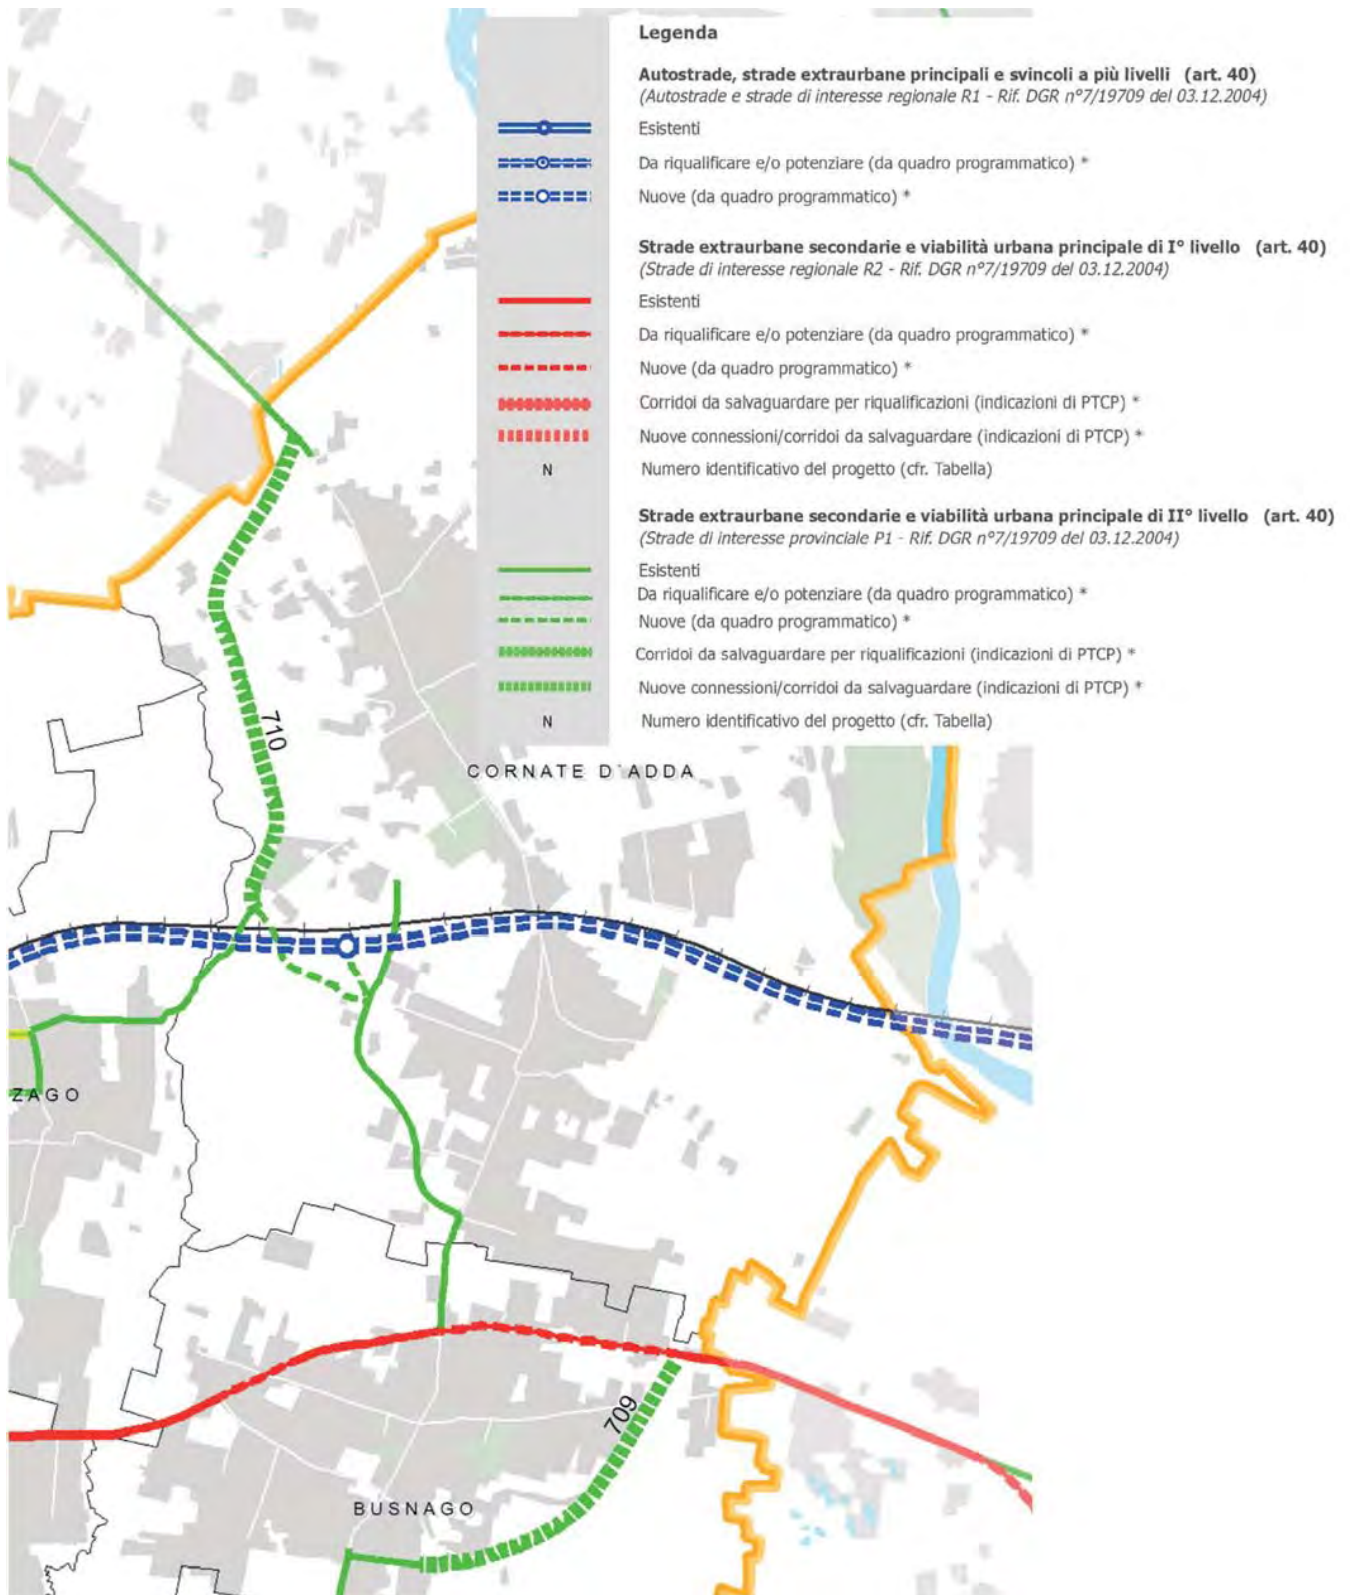 Legenda
Autostrade, strade extraurbane principali e svincoli a più livelli (art. 40)
(Autostrade e strade di interesse regionale R1 - Rif. DGR n°7/19709 del 03.12.2004)
Esistenti
Da riqualificare e/o potenziare (da quadro programmatico) *
Nuove (da quadro programmatico) *
Strade extraurbane secondarie e viabilità urbana principale di I° livello (art. 40)
(Strade di interesse regionale R2 - Rif. DGR n°7/19709 del 03.12.2004)
Esistenti
Da riqualificare e/o potenziare (da quadro programmatico) *
Nuove (da quadro programmatico) *
Corridoi da salvaguardare per riqualificazioni (indicazioni di PTCP) *
Nuove connessioni/corridoi da salvaguardare (indicazioni di PTCP) *
N Numero identificativo del progetto (cfr. Tabella)
Strade extraurbane secondarie e viabilità urbana principale di II° livello (art. 40)
(Strade di interesse provinciale P1 - Rif. DGR n°7/19709 del 03.12.2004)
Esistenti
Da riqualificare e/o potenziare (da quadro programmatico) *
Nuove (da quadro programmatico) *
Corridoi da salvaguardare per riqualificazioni (indicazioni di PTCP) *
Nuove connessioni/corridoi da salvaguardare (indicazioni di PTCP) *
N Numero identificativo del progetto (cfr. Tabella)
710
CORNATE D'ADDA
ZAGO
709
BUSNAGO